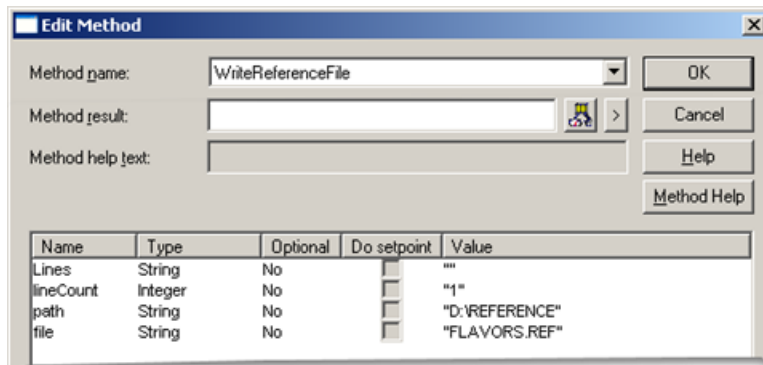 Edit Method
Method name: WriteReferenceFile OK
Method result: > Cancel
Method help text: Help
Method Help
Name Type Optional Do setpoint Value
Lines String No ""
lineCount Integer No "1"
path String No "D:\REFERENCE"
file String No "FLAVORS.REF"